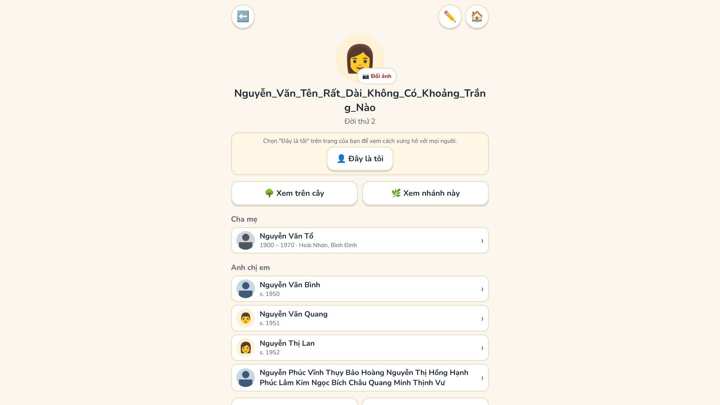 Đổi ảnh
Nguyễn_Văn_Tên_Rất_Dài_Không_Có_Khoảng_Trắn
g_Nào
Đời thứ 2
Chọn "Đây là tôi" trên trang của bạn để xem cách xưng hô với mọi người.
Đây là tôi
Xem trên cây
Xem nhánh này
Cha mẹ
Nguyễn Văn Tổ
1900 – 1970 · Hoài Nhơn, Bình Định
Anh chị em
Nguyễn Văn Bình
s. 1950
Nguyễn Văn Quang
s. 1951
Nguyễn Thị Lan
s. 1952
Nguyễn Phúc Vĩnh Thụy Bảo Hoàng Nguyễn Thị Hồng Hạnh
Phúc Lâm Kim Ngọc Bích Châu Quang Minh Thịnh Vư